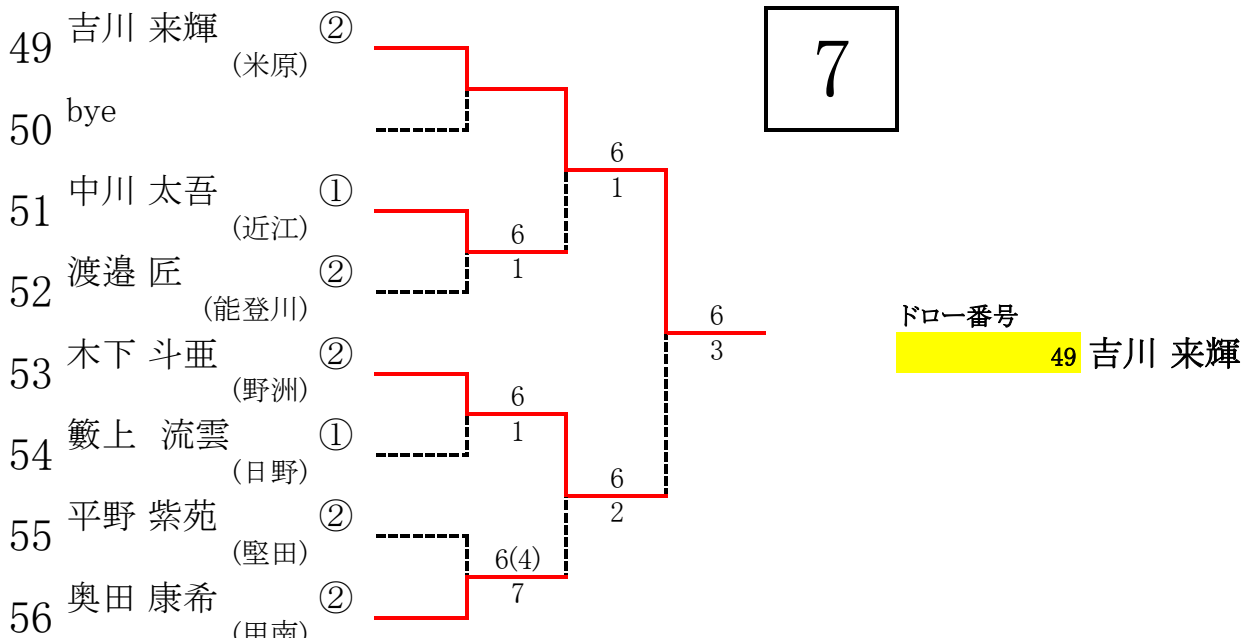 7
49 吉川 来輝 ②
(米原)
50 bye
6
1
51 中川 太吾 ①
(近江)
6
1
52 渡邉 匠 ②
(能登川)
6
3
ドロー番号
49 吉川 来輝
53 木下 斗亜 ②
(野洲)
6
1
54 籔上 流雲 ①
(日野)
6
2
55 平野 紫苑 ②
(堅田)
6(4)
7
56 奥田 康希 ②